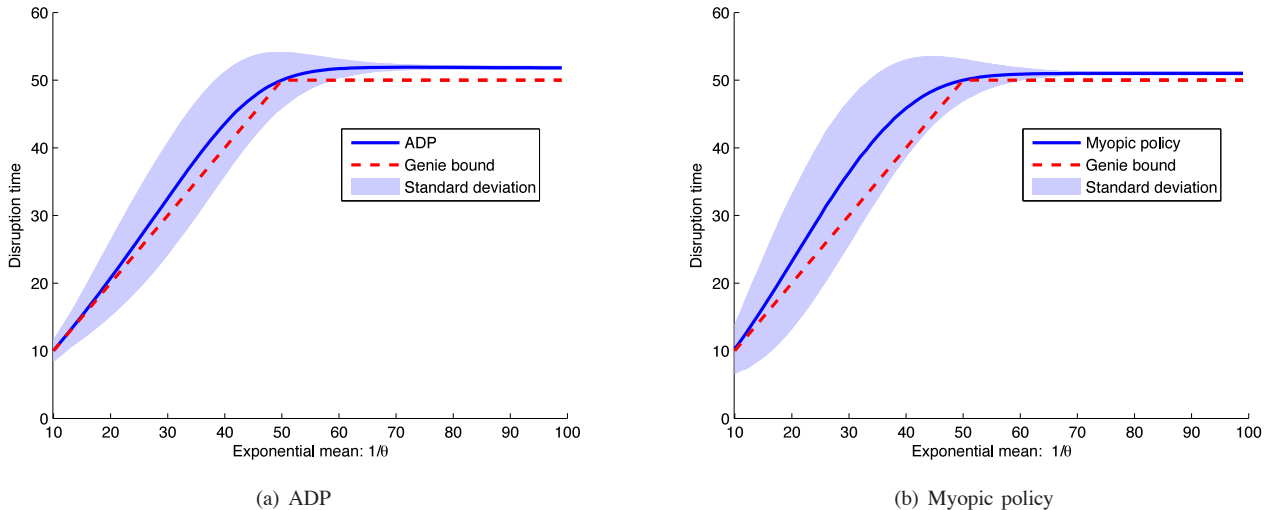 60
50
40
30
20
10
0
Disruption time
ADP
Genie bound
Standard deviation
10 20 30 40 50 60 70 80 90 100
Exponential mean: 1/θ
(a) ADP
60
50
40
30
20
10
0
Disruption time
Myopic policy
Genie bound
Standard deviation
10 20 30 40 50 60 70 80 90 100
Exponential mean: 1/θ
(b) Myopic policy